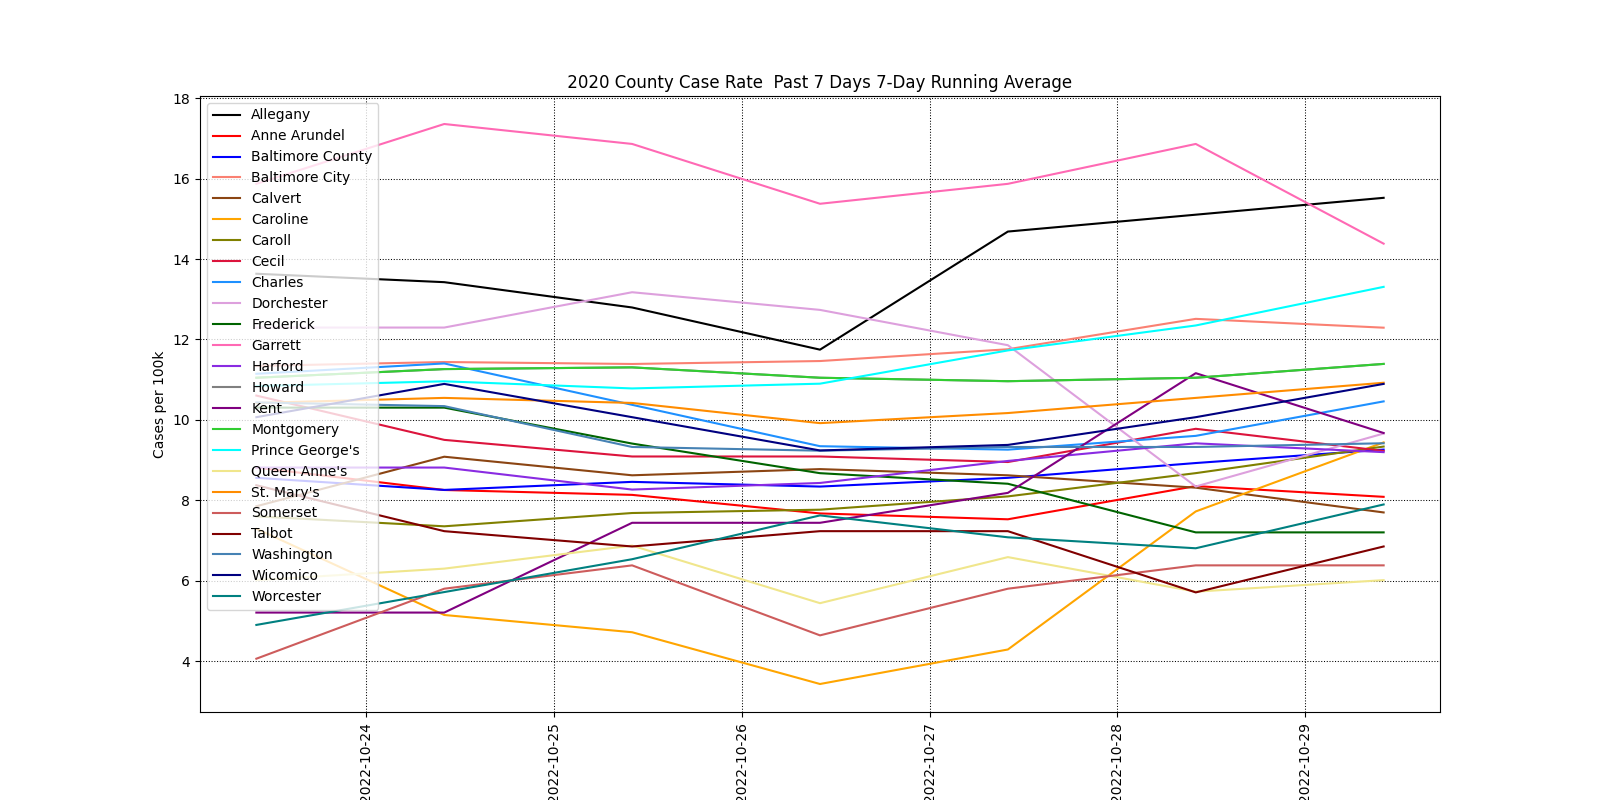 2020 County Case Rate  Past 7 Days 7-Day Running Average
Cases per 100k
18
16
14
12
10
8
6
4
Allegany
Anne Arundel
Baltimore County
Baltimore City
Calvert
Caroline
Caroll
Cecil
Charles
Dorchester
Frederick
Garrett
Harford
Howard
Kent
Montgomery
Prince George's
Queen Anne's
St. Mary's
Somerset
Talbot
Washington
Wicomico
Worcester
2022-10-24
2022-10-25
2022-10-26
2022-10-27
2022-10-28
2022-10-29